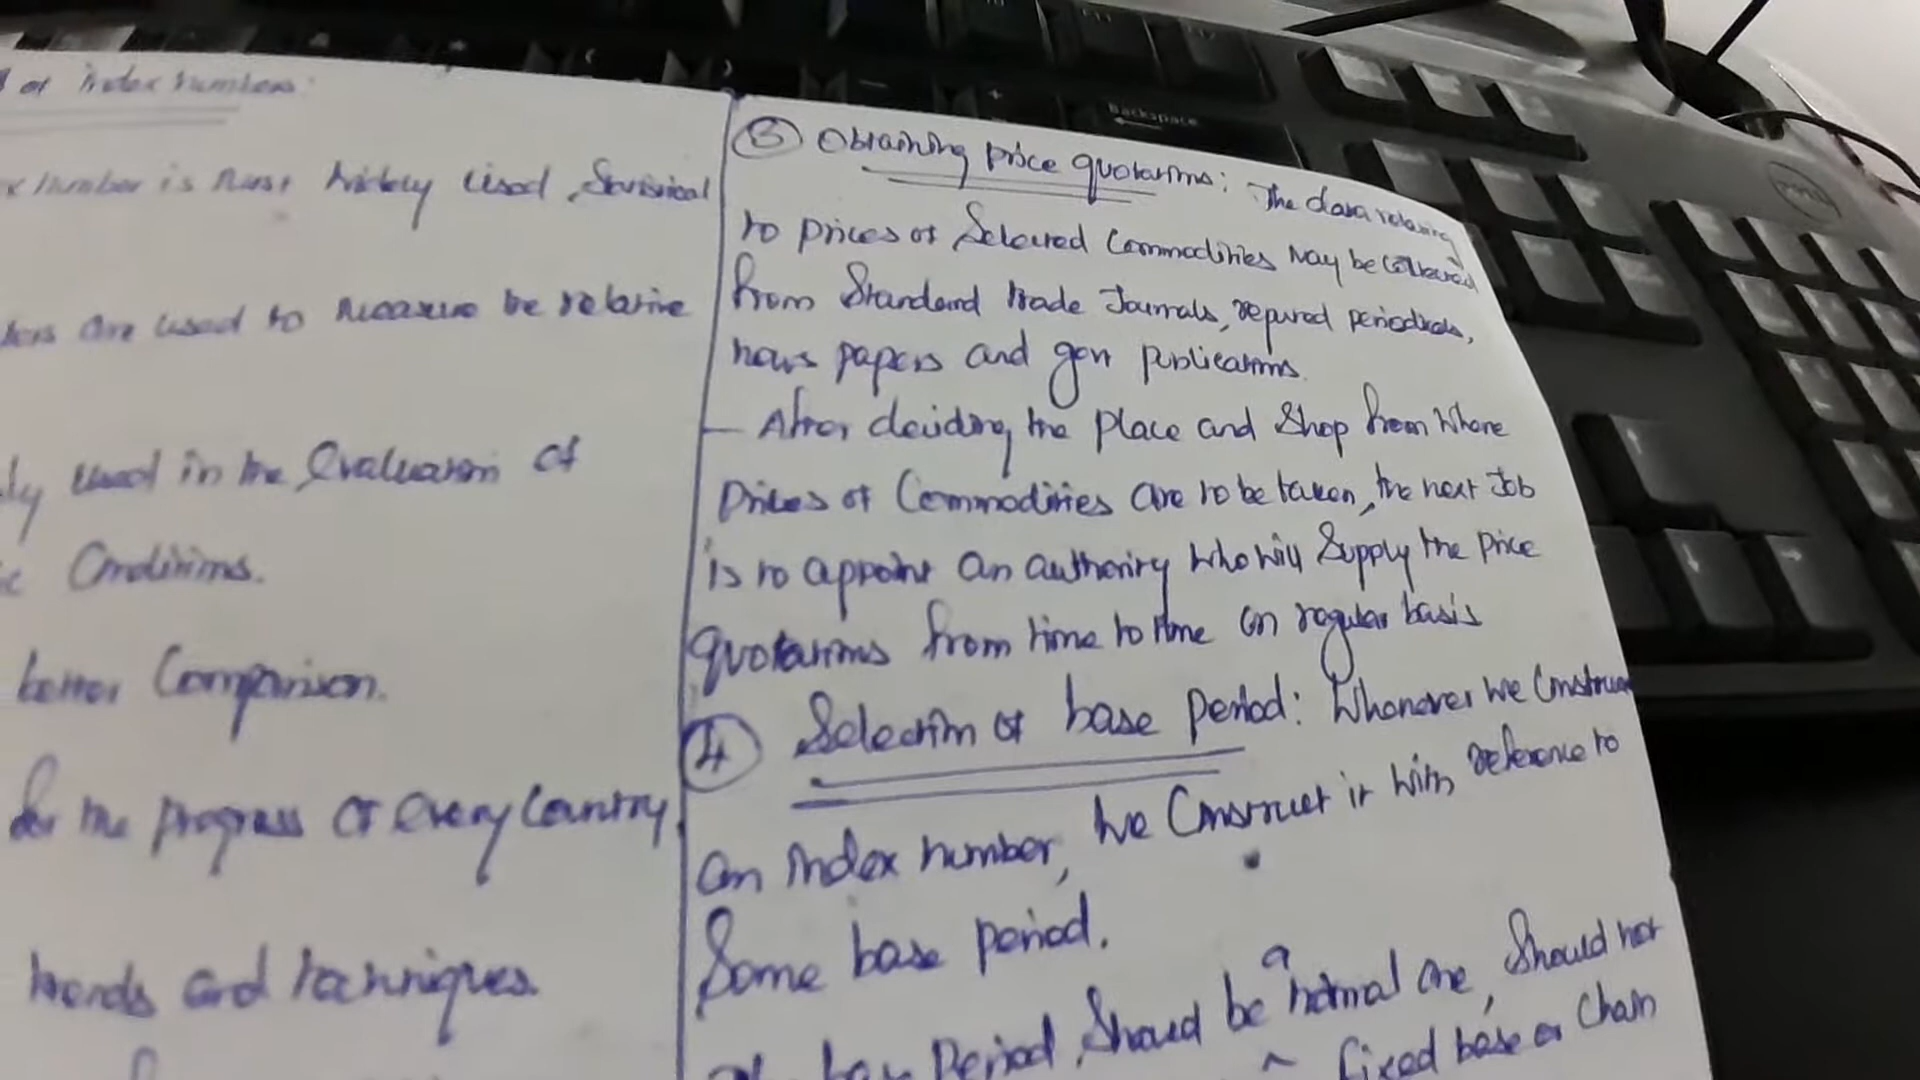 of index numbers:
Number is most widely used, Statistical
are used to measure the relative
used in the evaluation of
Conditions.
better Comparison.
for the progress of every Country.
trends and techniques.
③ Obtaining price quotations: The data relating
to prices of Selected Commodities may be Collected
from Standard trade Journals, reputed periodicals,
news papers and govt publications.
— After deciding the place and Shop from where
prices of Commodities are to be taken, the next Job
is to appoint an authority who will Supply the price
quotations from time to time on regular basis
④ Selection of base period: Whenever we Construct
an index number, we Construct it with reference to
Some base period.
base period Should be a normal one, Should not
fixed base or chain
Backspace
DELL